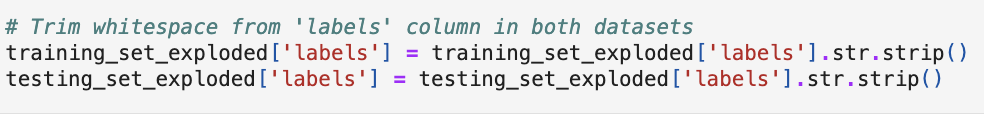 # Trim whitespace from 'labels' column in both datasets
training_set_exploded['labels'] = training_set_exploded['labels'].str.strip()
testing_set_exploded['labels'] = testing_set_exploded['labels'].str.strip()